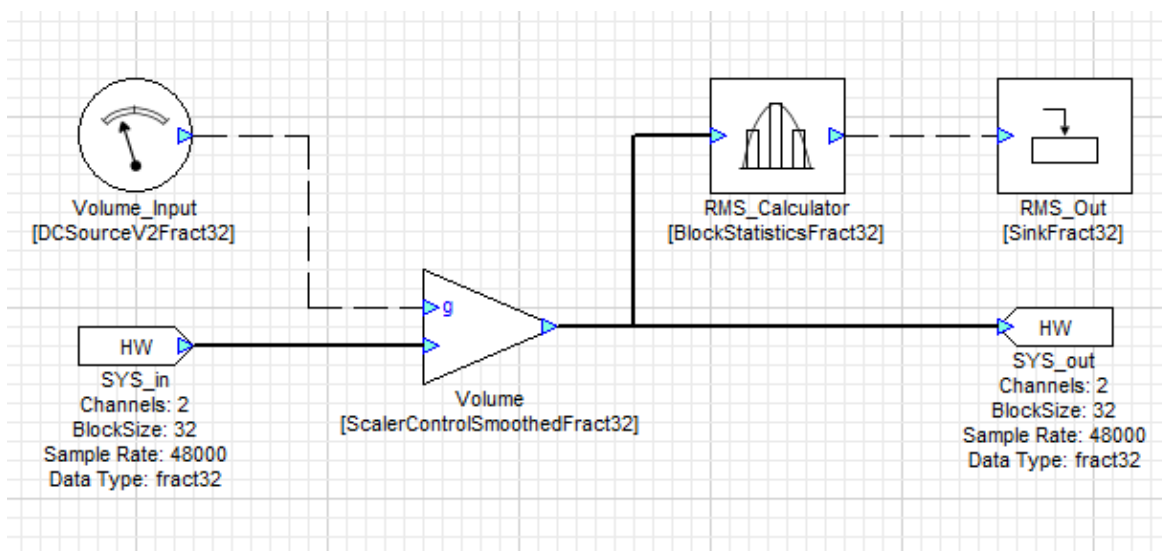 Volume_Input
[DCSourceV2Fract32]
RMS_Calculator
[BlockStatisticsFract32]
RMS_Out
[SinkFract32]
g
HW
SYS_in
Channels: 2
BlockSize: 32
Sample Rate: 48000
Data Type: fract32
Volume
[ScalerControlSmoothedFract32]
HW
SYS_out
Channels: 2
BlockSize: 32
Sample Rate: 48000
Data Type: fract32